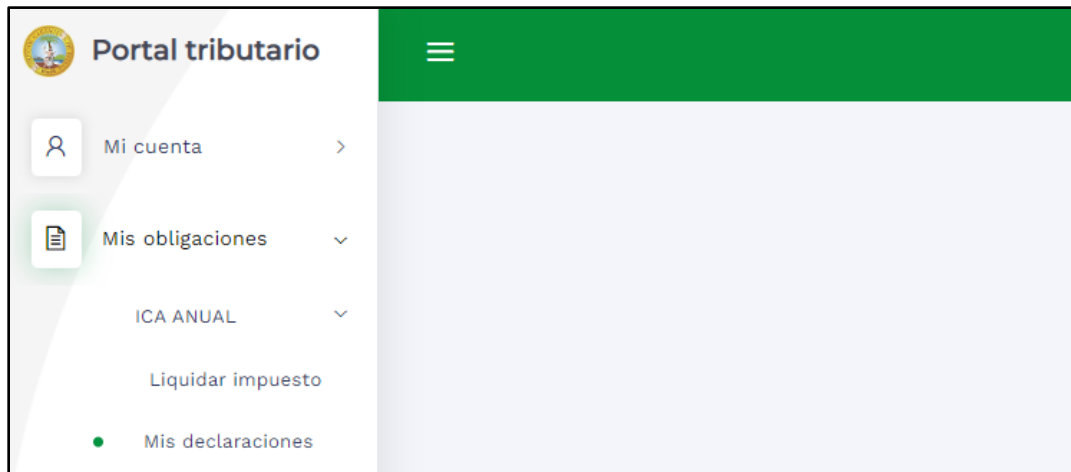 Portal tributario
Mi cuenta
Mis obligaciones
ICA ANUAL
Liquidar impuesto
Mis declaraciones